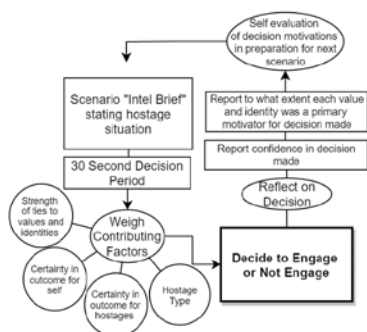 Self evaluation
of decision motivations
in preparation for next
scenario
Scenario "Intel Brief"
stating hostage
situation
Report to what extent each value
and identity was a primary
motivator for decision made
30 Second Decision
Period
Report confidence in decision
made
Reflect on
Decision
Strength
of ties to
values and
identities
Weigh
Contributing
Factors
Decide to Engage
or Not Engage
Certainty in
outcome for
self
Certainty in
outcome for
hostages
Hostage
Type